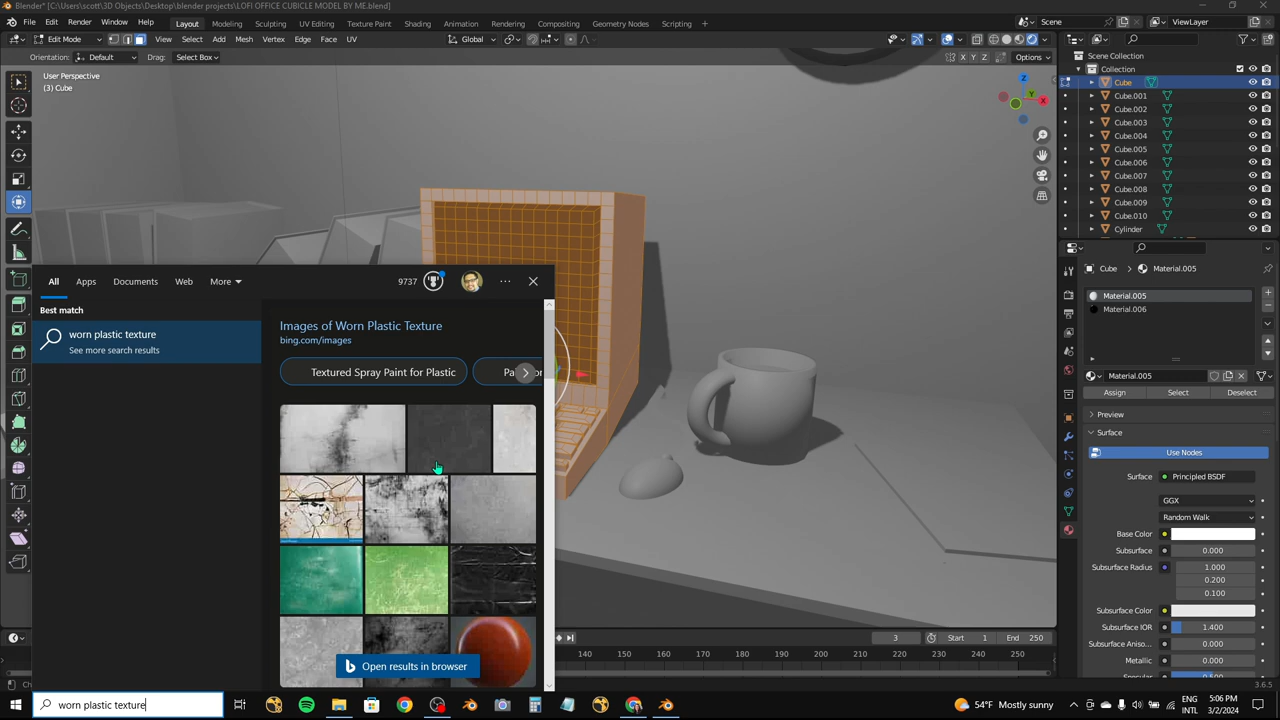 Blender* [C:\Users\scott\3D Objects\Desktop\blender projects\LOFI OFFICE CUBICLE MODEL BY ME.blend]
File Edit Render Window Help Layout Modeling Sculpting UV Editing Texture Paint Shading Animation Rendering Compositing Geometry Nodes Scripting + Scene ViewLayer
Edit Mode View Select Add Mesh Vertex Edge Face UV Global
Orientation: Default Drag: Select Box X Y Z Options
User Perspective
(3) Cube
Z
Y
X
Scene Collection
Collection
Cube
Cube.001
Cube.002
Cube.003
Cube.004
Cube.005
Cube.006
Cube.007
Cube.008
Cube.009
Cube.010
Cylinder
Cube Material.005
Material.005
Material.006
Material.005
Assign Select Deselect
Preview
Surface
Use Nodes
Surface Principled BSDF
GGX
Random Walk
Base Color
Subsurface 0.000
Subsurface Radius 1.000
0.200
0.100
Subsurface Color
Subsurface IOR 1.400
Subsurface Aniso... 0.000
Metallic 0.000
Specular 0.500
3.6.5
All Apps Documents Web More 9737
Best match
worn plastic texture
See more search results
Images of Worn Plastic Texture
bing.com/images
Textured Spray Paint for Plastic
Open results in browser
3 Start 1 End 250
140 150 160 170 180 190 200 210 220 230 240 250
worn plastic texture
54°F Mostly sunny
ENG
INTL
5:06 PM
3/2/2024